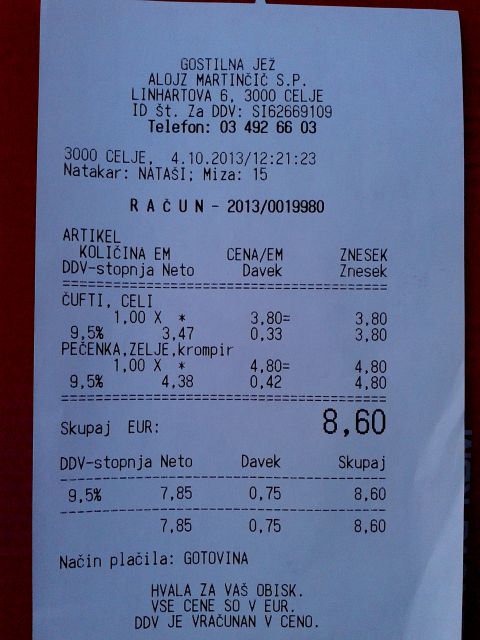 GOSTILNA JEŽ
ALOJZ MARTINČIČ S.P.
LINHARTOVA 6, 3000 CELJE
ID Št. Za DDV: SI62669109
Telefon: 03 492 66 03
3000 CELJE, 4.10.2013/12:21:23
Natakar: NATAŠI; Miza: 15
RAČUN - 2013/0019980
ARTIKEL
KOLIČINA EM CENA/EM ZNESEK
DDV-stopnja Neto Davek Znesek
==========================================
ČUFTI, CELI
1,00 X * 3,80= 3,80
9,5% 3,47 0,33 3,80
PEČENKA,ZELJE,krompir
1,00 X * 4,80= 4,80
9,5% 4,38 0,42 4,80
==========================================
Skupaj EUR: 8,60
DDV-stopnja Neto Davek Skupaj
------------------------------------------
9,5% 7,85 0,75 8,60
------------------------------------------
7,85 0,75 8,60
Način plačila: GOTOVINA
HVALA ZA VAŠ OBISK.
VSE CENE SO V EUR.
DDV JE VRAČUNAN V CENO.